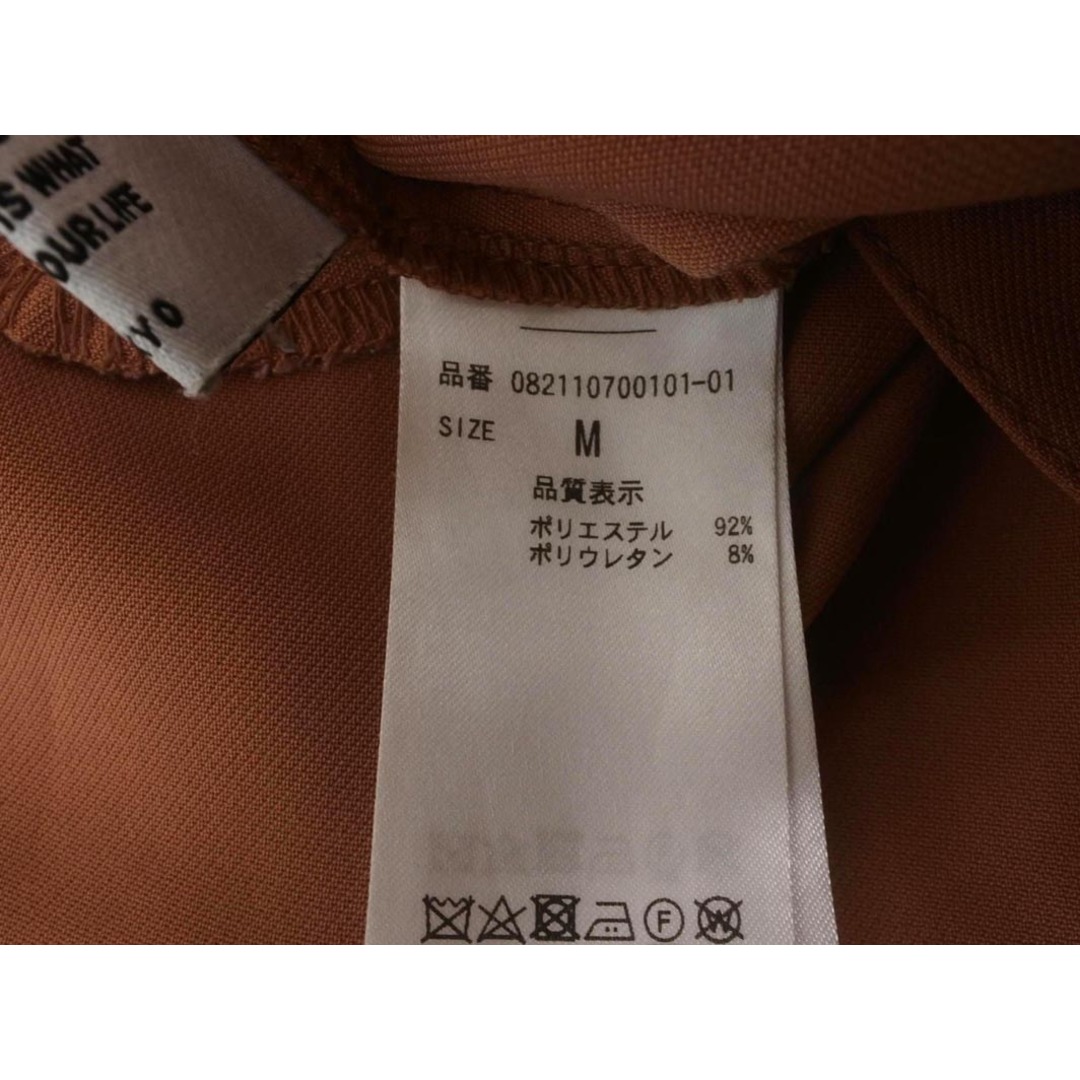 IS WHAT
OUR LIFE
YO
品番 082110700101-01
SIZE M
品質表示
ポリエステル 92%
ポリウレタン 8%
F
W